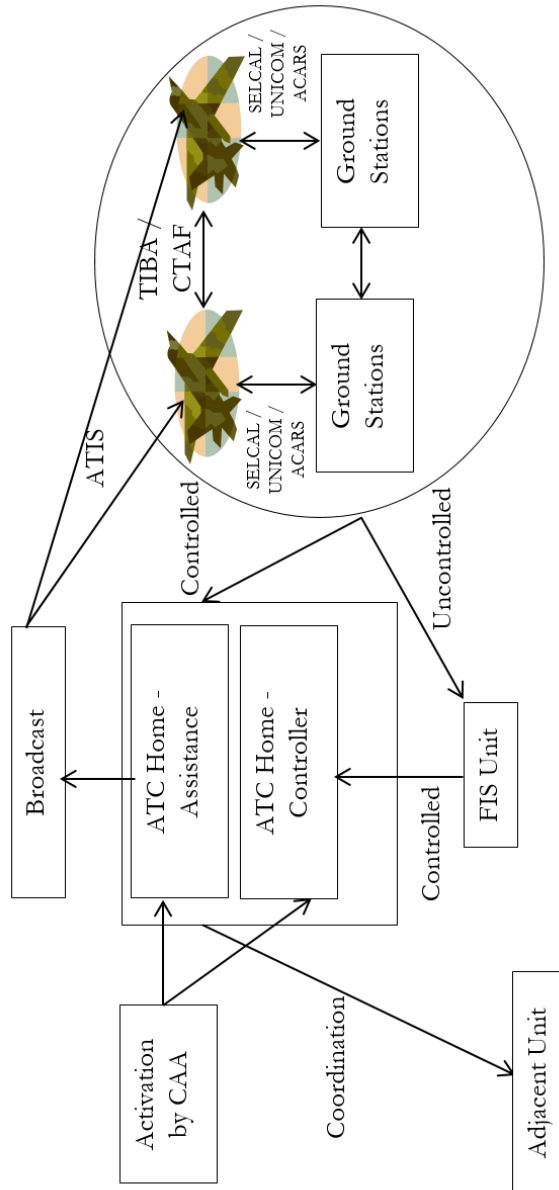 Activation
by CAA
Broadcast
ATC Home -
Assistance
ATC Home -
Controller
FIS Unit
Adjacent Unit
Coordination
Controlled
Controlled
Uncontrolled
ATIS
TIBA /
CTAF
SELCAL /
UNICOM /
ACARS
SELCAL /
UNICOM /
ACARS
Ground
Stations
Ground
Stations